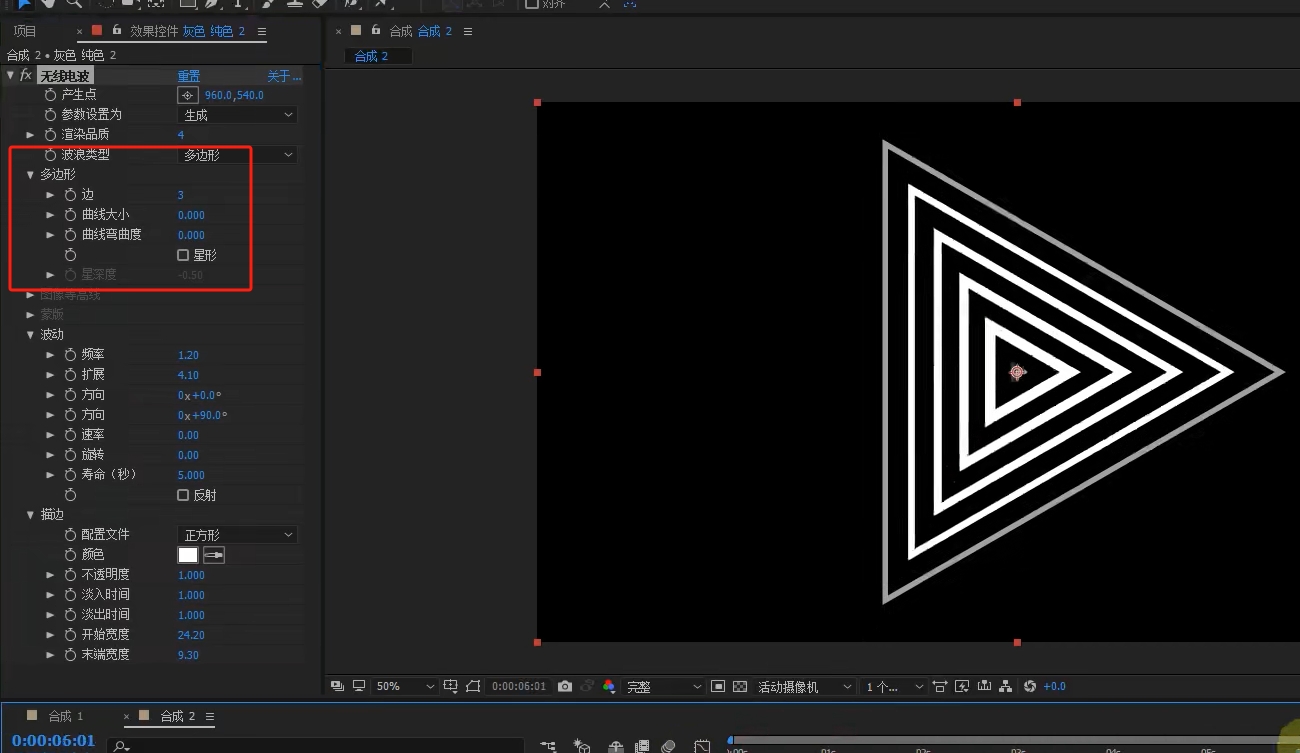 对齐
项目
效果控件 灰色 纯色 2
合成 合成 2
合成 2•灰色 纯色 2
合成 2
fx 无线电波 重置 关于...
产生点 960.0,540.0
参数设置为 生成
渲染品质 4
波浪类型 多边形
多边形
边 3
曲线大小 0.000
曲线弯曲度 0.000
星形
星深度 -0.50
图像等高线
蒙版
波动
频率 1.20
扩展 4.10
方向 0x+0.0°
方向 0x+90.0°
速率 0.00
旋转 0.00
寿命（秒） 5.000
反射
描边
配置文件 正方形
颜色
不透明度 1.000
淡入时间 1.000
淡出时间 1.000
开始宽度 24.20
末端宽度 9.30
50% 0:00:06:01 完整 活动摄像机 1 个... +0.0
合成 1 合成 2
0:00:06:01
:00s 01s 02s 03s 04s 05s